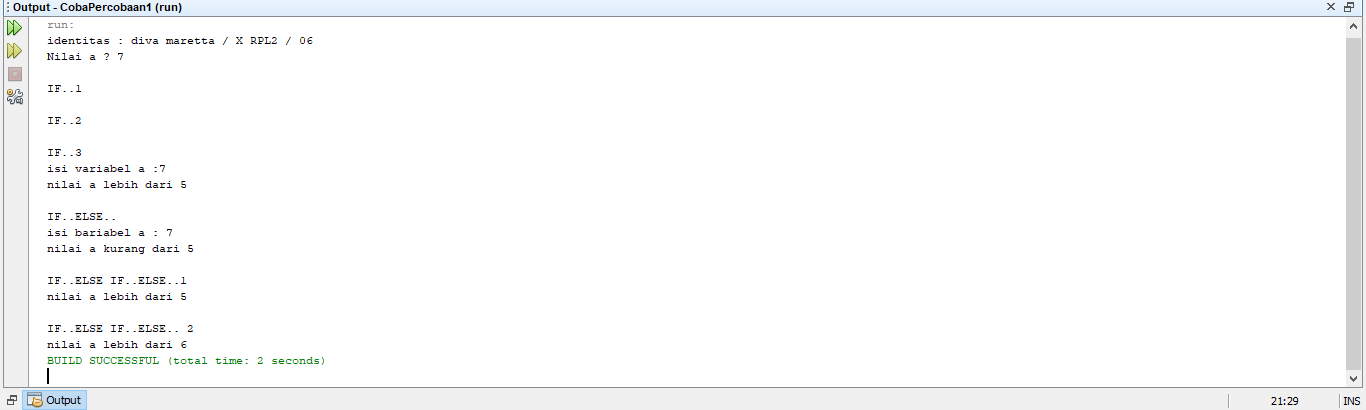 Output - CobaPercobaan1 (run)
run:
identitas : diva maretta / X RPL2 / 06
Nilai a ? 7
IF..1
IF..2
IF..3
isi variabel a :7
nilai a lebih dari 5
IF..ELSE..
isi bariabel a : 7
nilai a kurang dari 5
IF..ELSE IF..ELSE..1
nilai a lebih dari 5
IF..ELSE IF..ELSE.. 2
nilai a lebih dari 6
BUILD SUCCESSFUL (total time: 2 seconds)
Output
21:29
INS